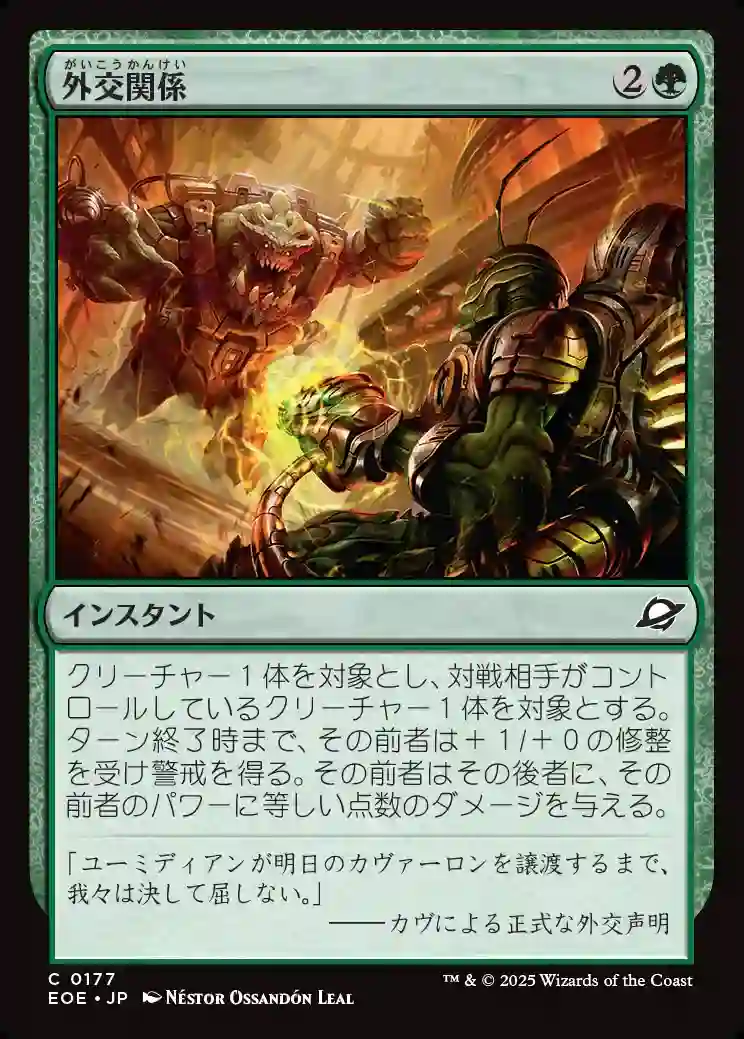 がいこうかんけい
外交関係
2
インスタント
クリーチャー1体を対象とし、対戦相手がコント
ロールしているクリーチャー1体を対象とする。
ターン終了時まで、その前者は+1/+0の修整
を受け警戒を得る。その前者はその後者に、その
前者のパワーに等しい点数のダメージを与える。
「ユーミディアンが明日のカヴァーロンを譲渡するまで、
我々は決して屈しない。」
――カヴによる正式な外交声明
C 0177
EOE • JP Néstor Ossandón Leal
™ & © 2025 Wizards of the Coast